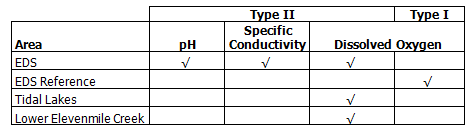 Type II Type I
Area pH Specific Conductivity Dissolved Oxygen
EDS √ √ √
EDS Reference √
Tidal Lakes √
Lower Elevenmile Creek √